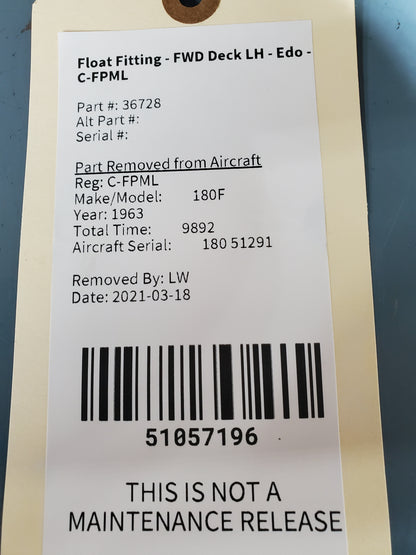 Float Fitting - FWD Deck LH - Edo -
C-FPML
Part #: 36728
Alt Part #:
Serial #:
Part Removed from Aircraft
Reg: C-FPML
Make/Model: 180F
Year: 1963
Total Time: 9892
Aircraft Serial: 180 51291
Removed By: LW
Date: 2021-03-18
51057196
THIS IS NOT A
MAINTENANCE RELEASE